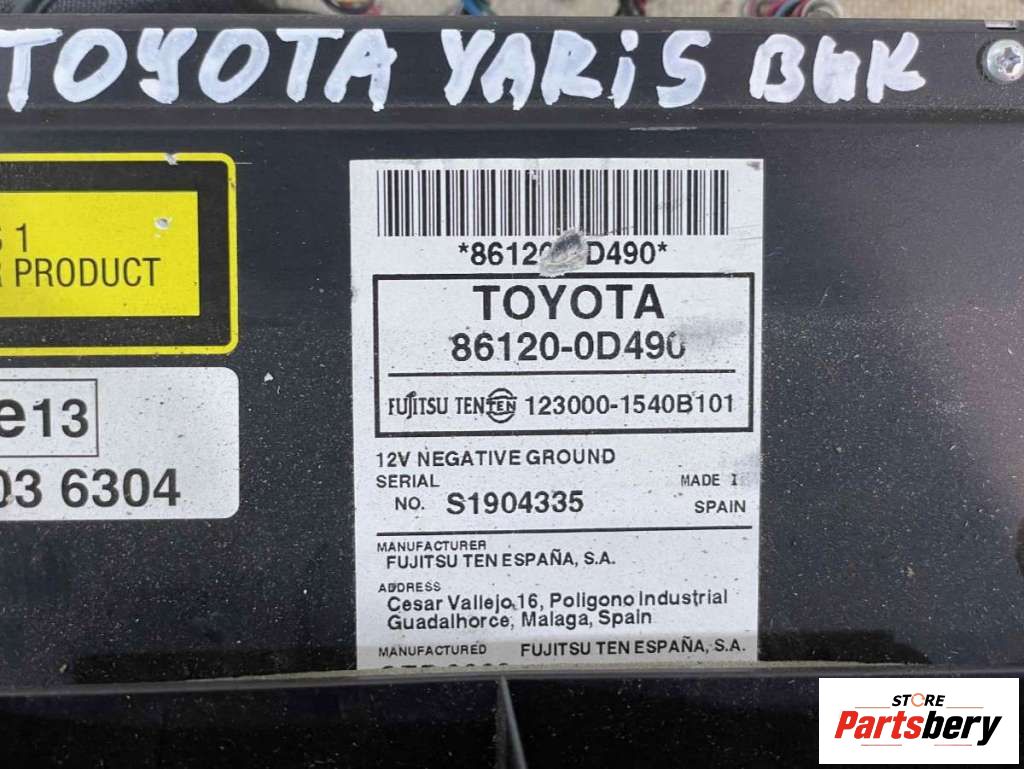 TOYOTA YARiS
S 1
R PRODUCT
e13
03 6304
TOYOTA
86120-0D490
FUJITSU TEN TEN 123000-1540B101
12V NEGATIVE GROUND
SERIAL
NO. S1904335
MADE I
SPAIN
MANUFACTURER
FUJITSU TEN ESPAÑA, S.A.
ADDRESS
Cesar Vallejo,16, Poligono Industrial
Guadalhorce, Malaga, Spain
MANUFACTURED FUJITSU TEN ESPAÑA, S.A.
STORE
Partsbery